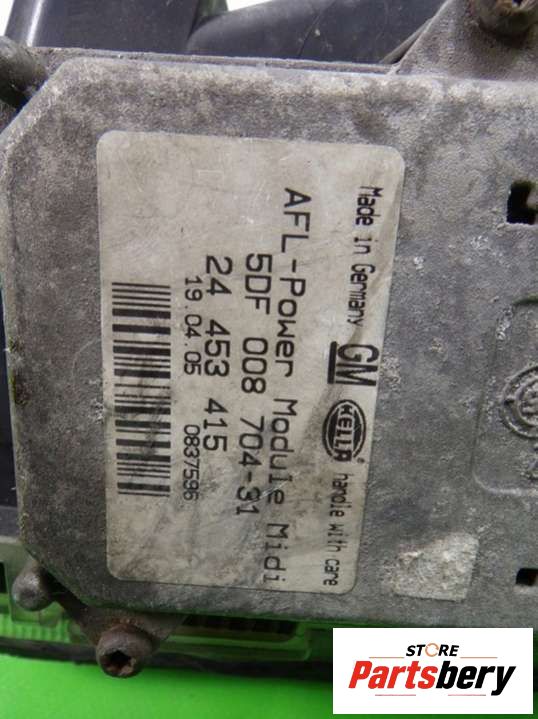 Made in Germany GM HELLA handle with care
AFL-Power Module Midi
5DF 008 704-31
24 453 415
19.04.05 0837596
STORE
Partsbery